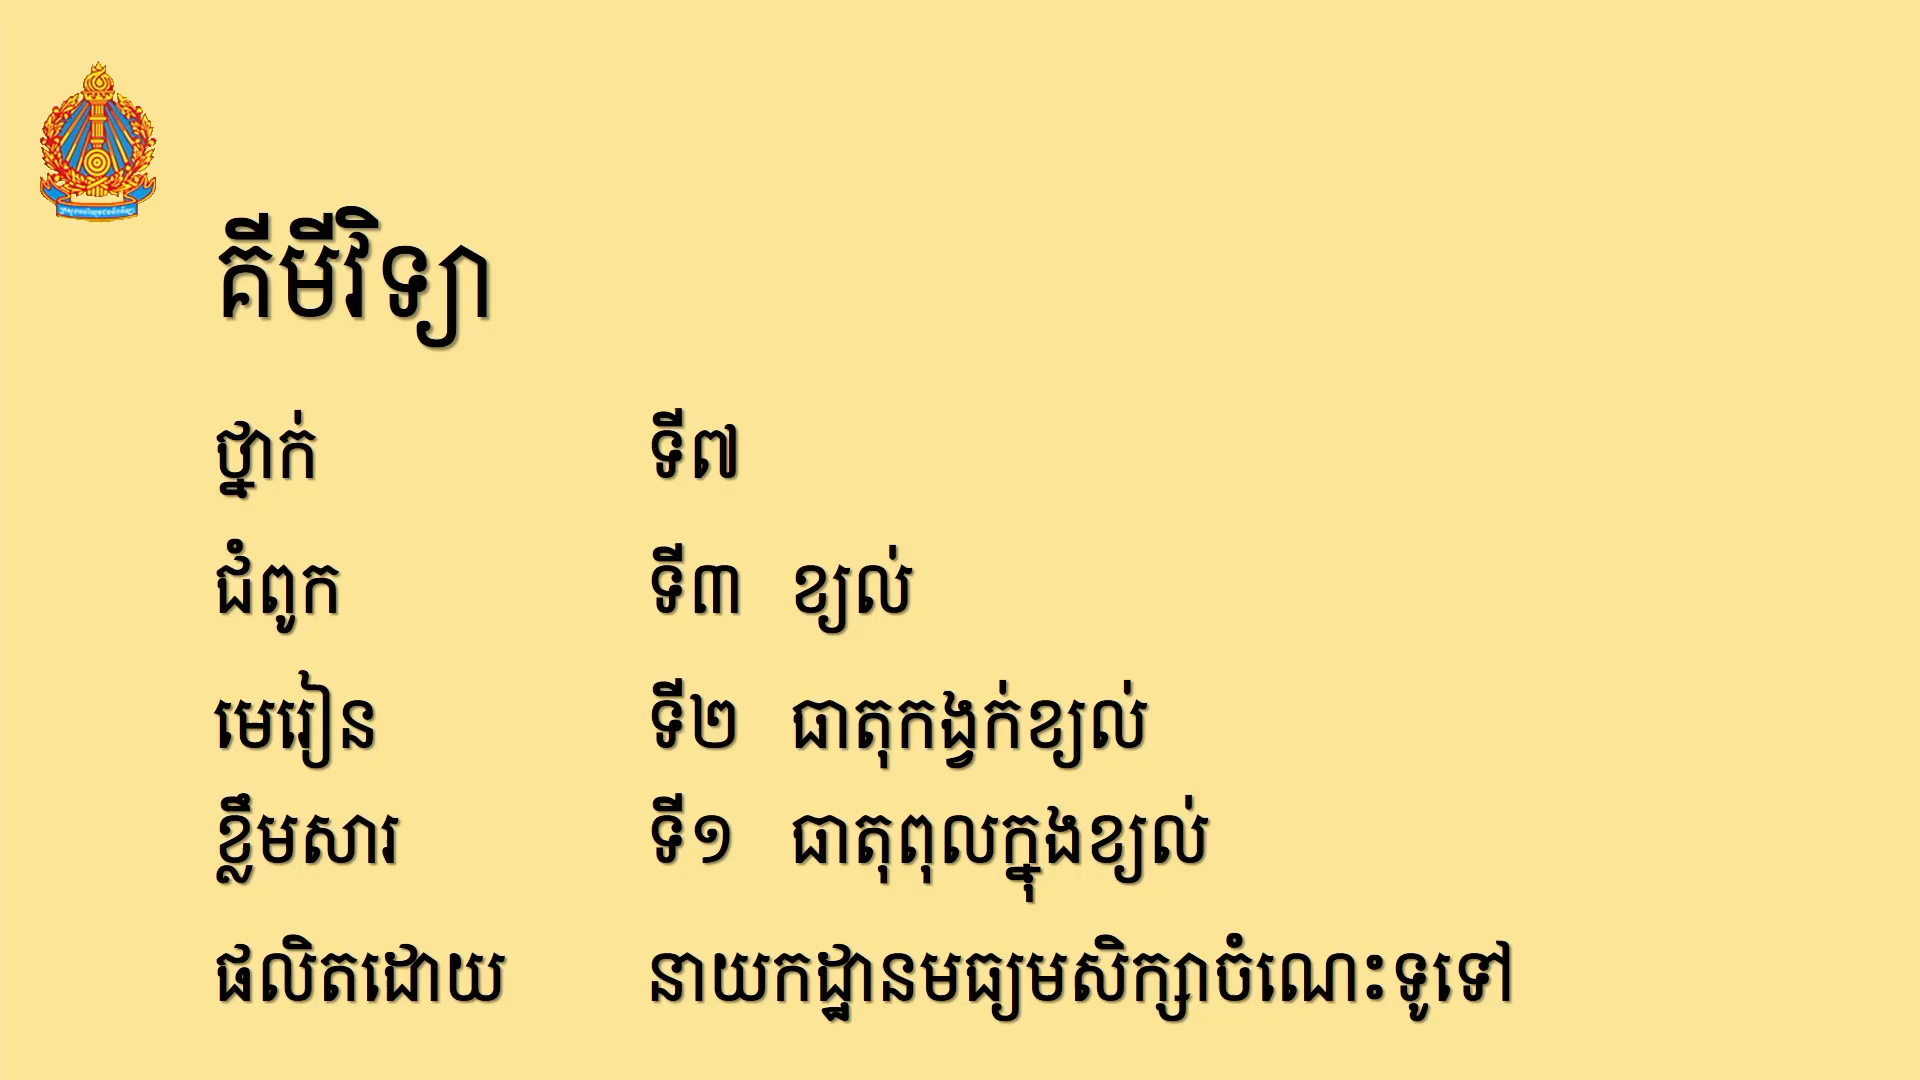 គីមីវិទ្យា
ថ្នាក់ ទី៧
ជំពូក ទី៣ ខ្យល់
មេរៀន ទី២ ធាតុកង្វក់ខ្យល់
ខ្លឹមសារ ទី១ ធាតុពុលក្នុងខ្យល់
ផលិតដោយ នាយកដ្ឋានមធ្យមសិក្សាចំណេះទូទៅ